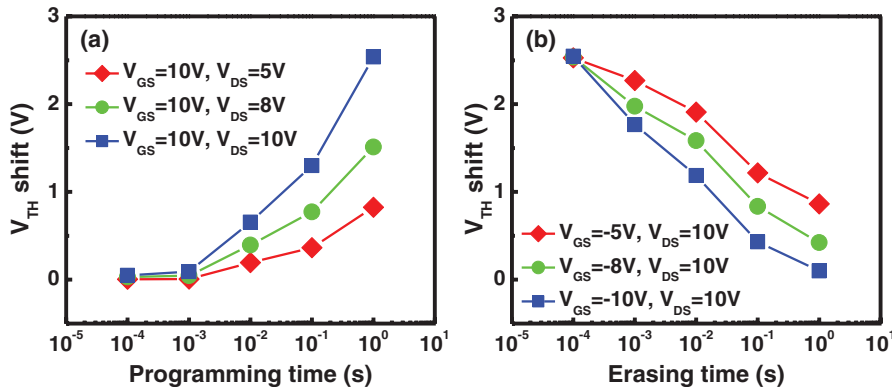 (a)
V_GS=10V, V_DS=5V
V_GS=10V, V_DS=8V
V_GS=10V, V_DS=10V
V_TH shift (V)
3
2
1
0
10^-5 10^-4 10^-3 10^-2 10^-1 10^0 10^1
Programming time (s)
(b)
V_GS=-5V, V_DS=10V
V_GS=-8V, V_DS=10V
V_GS=-10V, V_DS=10V
V_TH shift (V)
3
2
1
0
10^-5 10^-4 10^-3 10^-2 10^-1 10^0 10^1
Erasing time (s)